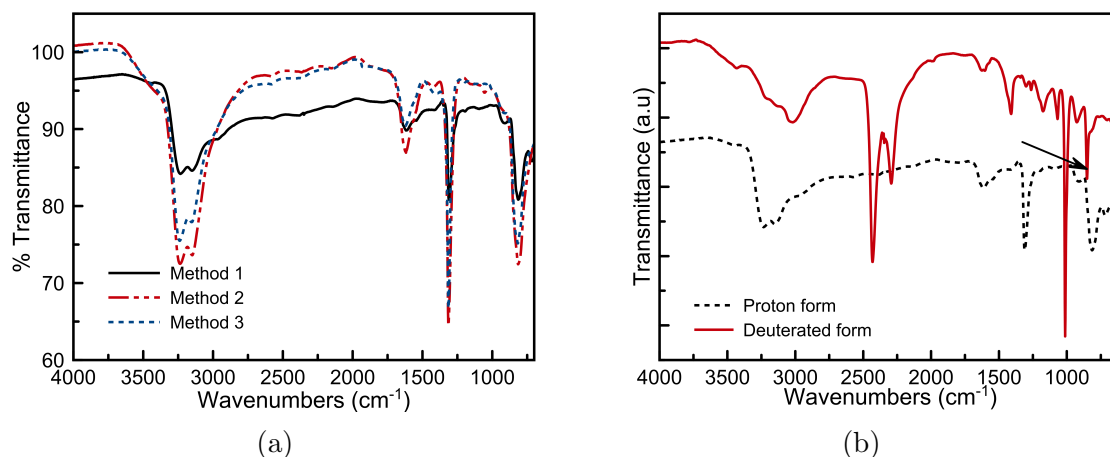 100
90
80
70
60
% Transmittance
Method 1
Method 2
Method 3
4000 3500 3000 2500 2000 1500 1000
Wavenumbers (cm-1)
(a)
Transmittance (a.u)
Proton form
Deuterated form
4000 3500 3000 2500 2000 1500 1000
Wavenumbers (cm-1)
(b)